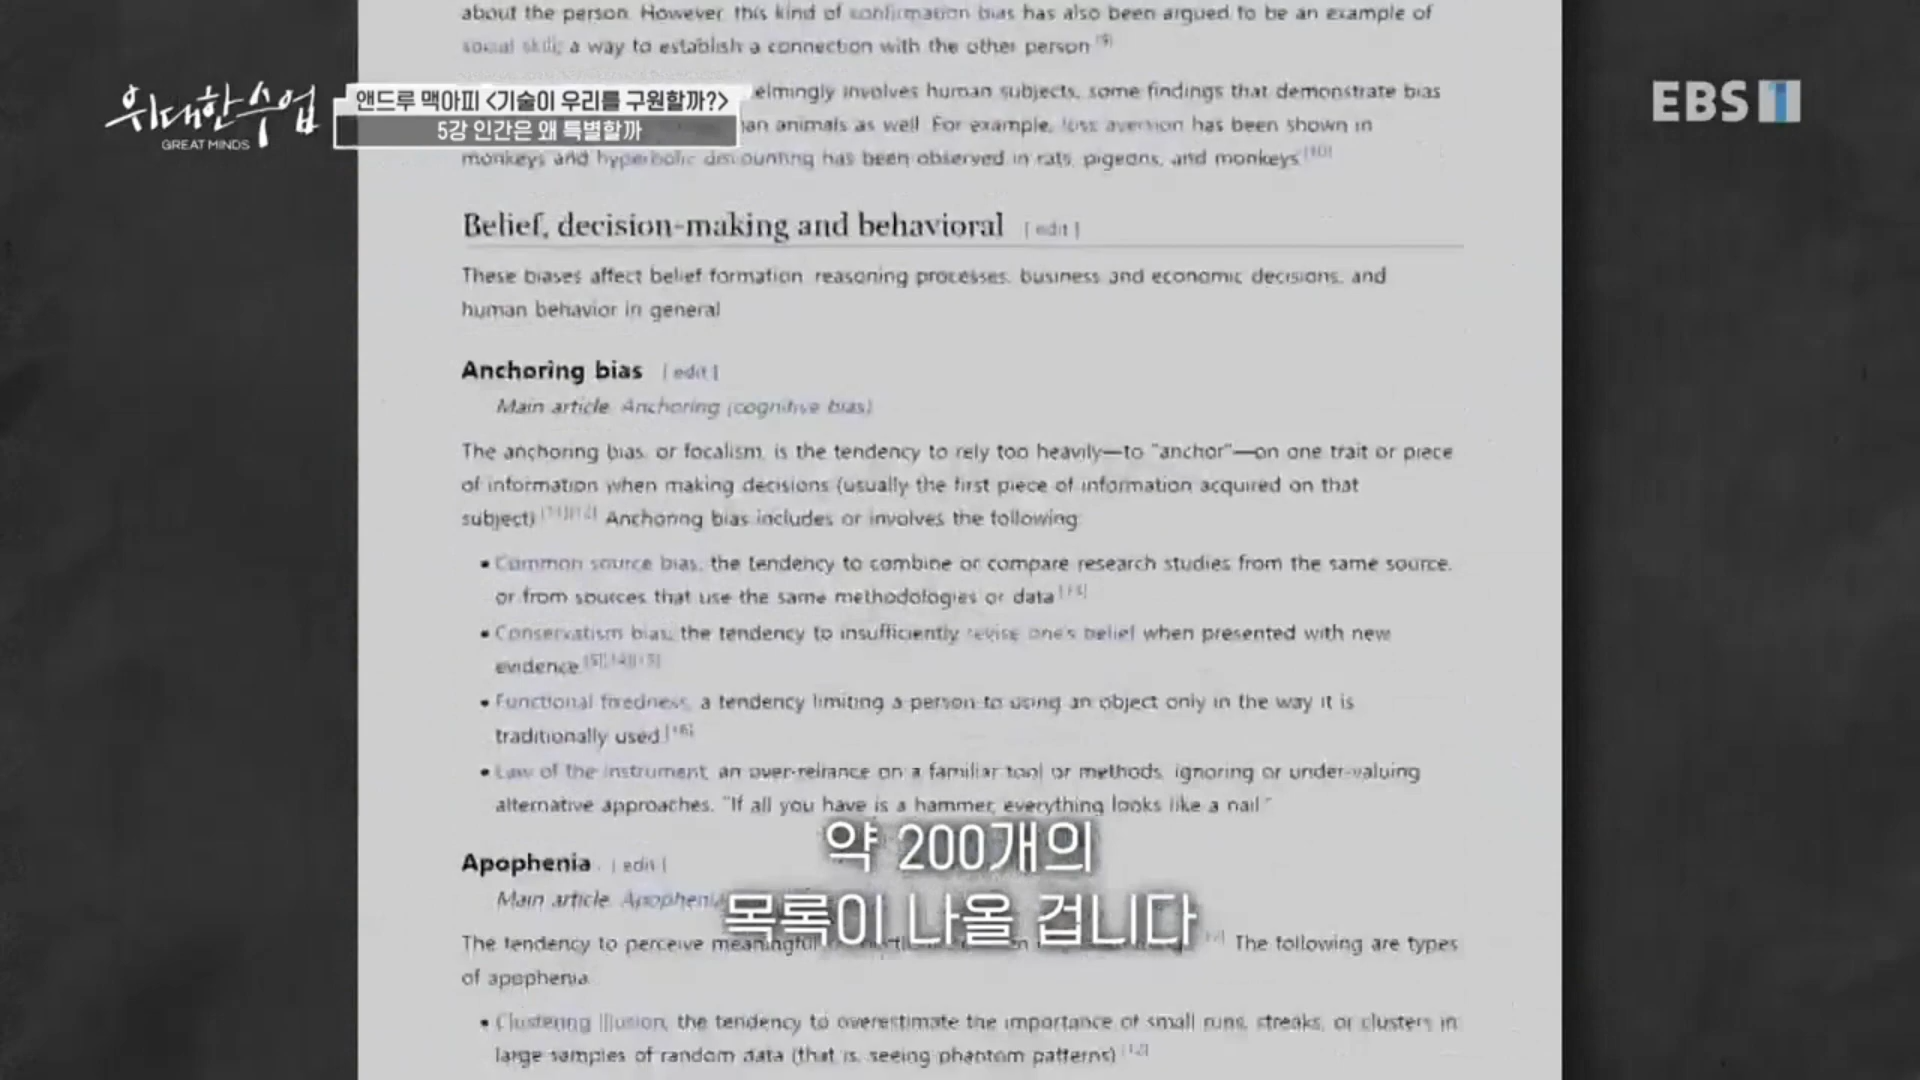 about the person. However, this kind of confirmation bias has also been argued to be an example of
social skill; a way to establish a connection with the other person [9]
위대한 수업
GREAT MINDS
앤드루 맥아피 <기술이 우리를 구원할까?>
5강 인간은 왜 특별할까
EBS 1
elmingly involves human subjects, some findings that demonstrate bias
an animals as well. For example, loss aversion has been shown in
monkeys and hyperbolic discounting has been observed in rats, pigeons, and monkeys [10]
Belief, decision-making and behavioral [ edit ]
These biases affect belief formation, reasoning processes, business and economic decisions, and
human behavior in general
Anchoring bias [ edit ]
Main article: Anchoring (cognitive bias)
The anchoring bias, or focalism, is the tendency to rely too heavily—to "anchor"—on one trait or piece
of information when making decisions (usually the first piece of information acquired on that
subject) [11][12] Anchoring bias includes or involves the following:
• Common source bias, the tendency to combine or compare research studies from the same source,
or from sources that use the same methodologies or data [13]
• Conservatism bias, the tendency to insufficiently revise one's belief when presented with new
evidence [5][14][15]
• Functional fixedness, a tendency limiting a person to using an object only in the way it is
traditionally used [16]
• Law of the instrument, an over-reliance on a familiar tool or methods, ignoring or under-valuing
alternative approaches. "If all you have is a hammer, everything looks like a nail."
Apophenia [ edit ]
Main article: Apophenia
The tendency to perceive meaningful The following are types
of apophenia
약 200개의
목록이 나올 겁니다
• Clustering illusion, the tendency to overestimate the importance of small runs, streaks, or clusters in
large samples of random data (that is, seeing phantom patterns) [12]